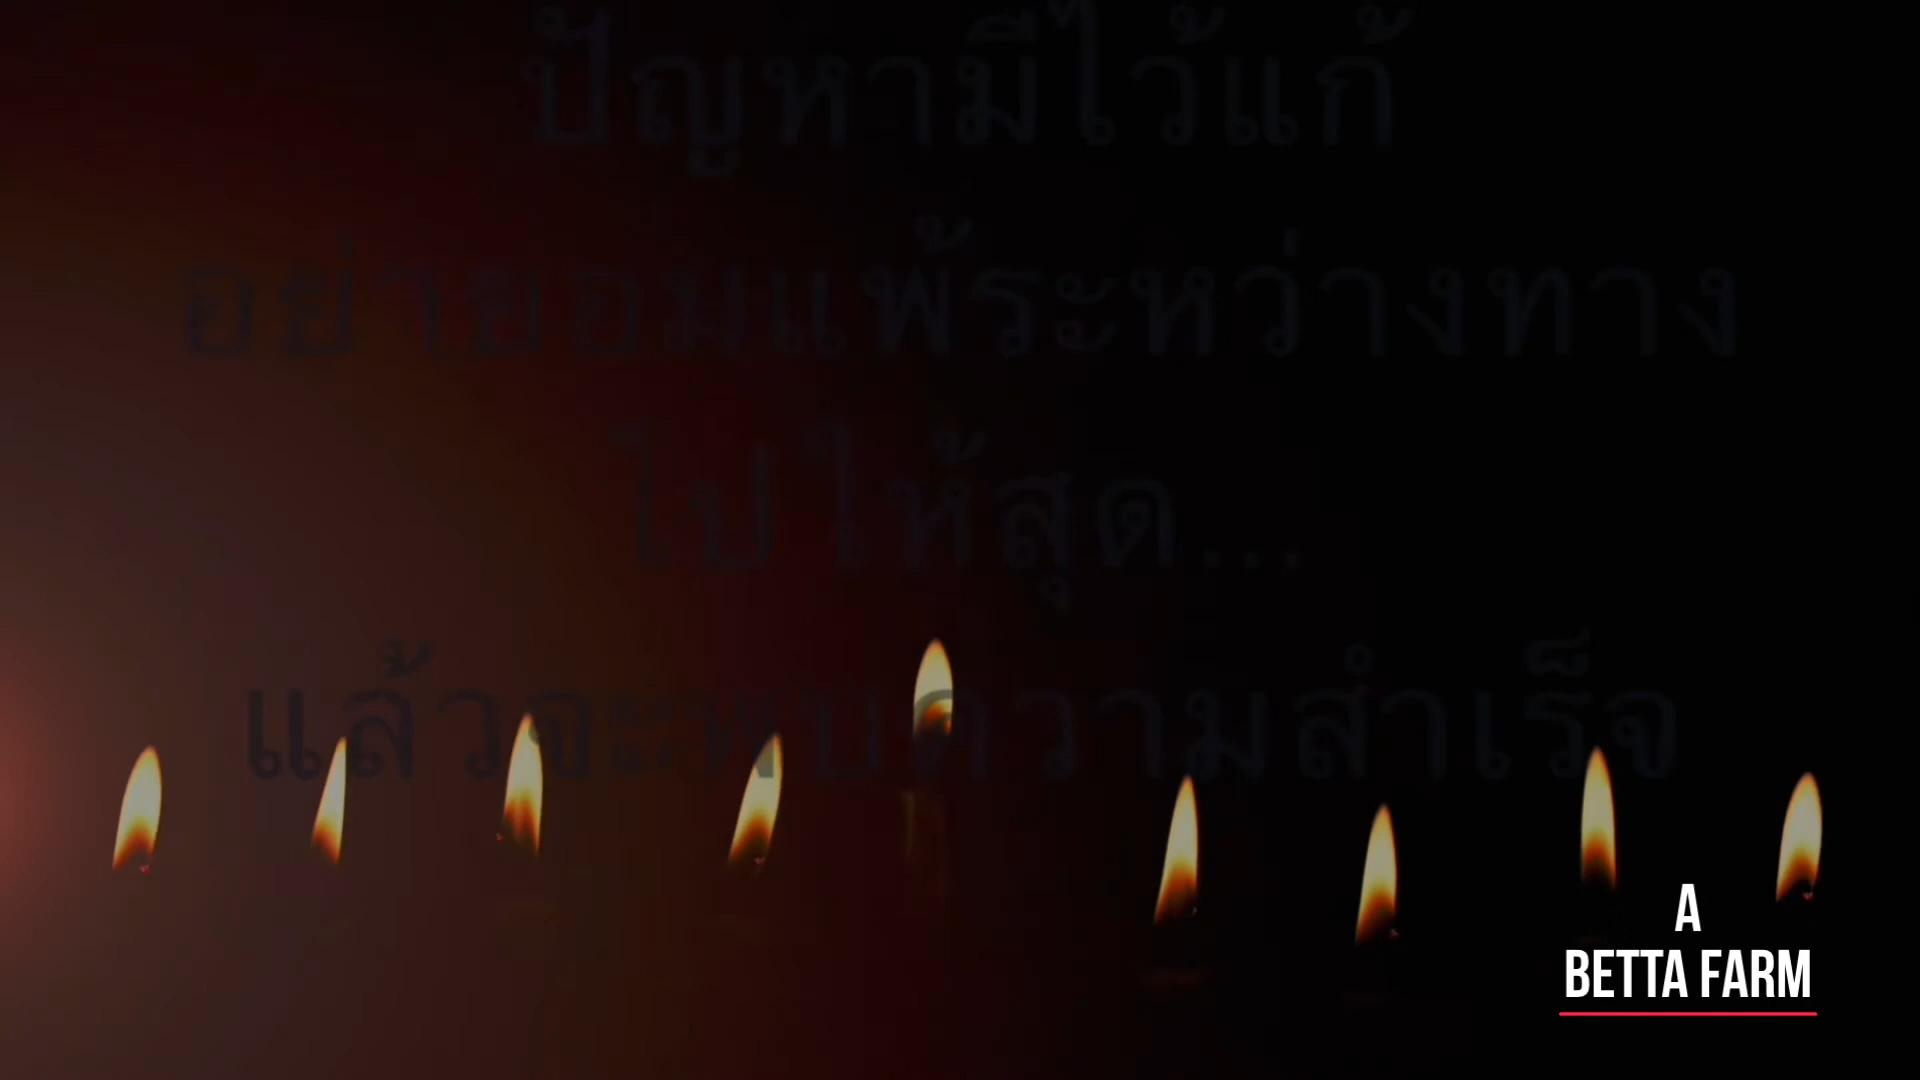 ปัญหามีไว้แก้
อย่ายอมแพ้ระหว่างทาง
ไปให้สุด...
แล้วจะพบความสำเร็จ
A
BETTA FARM